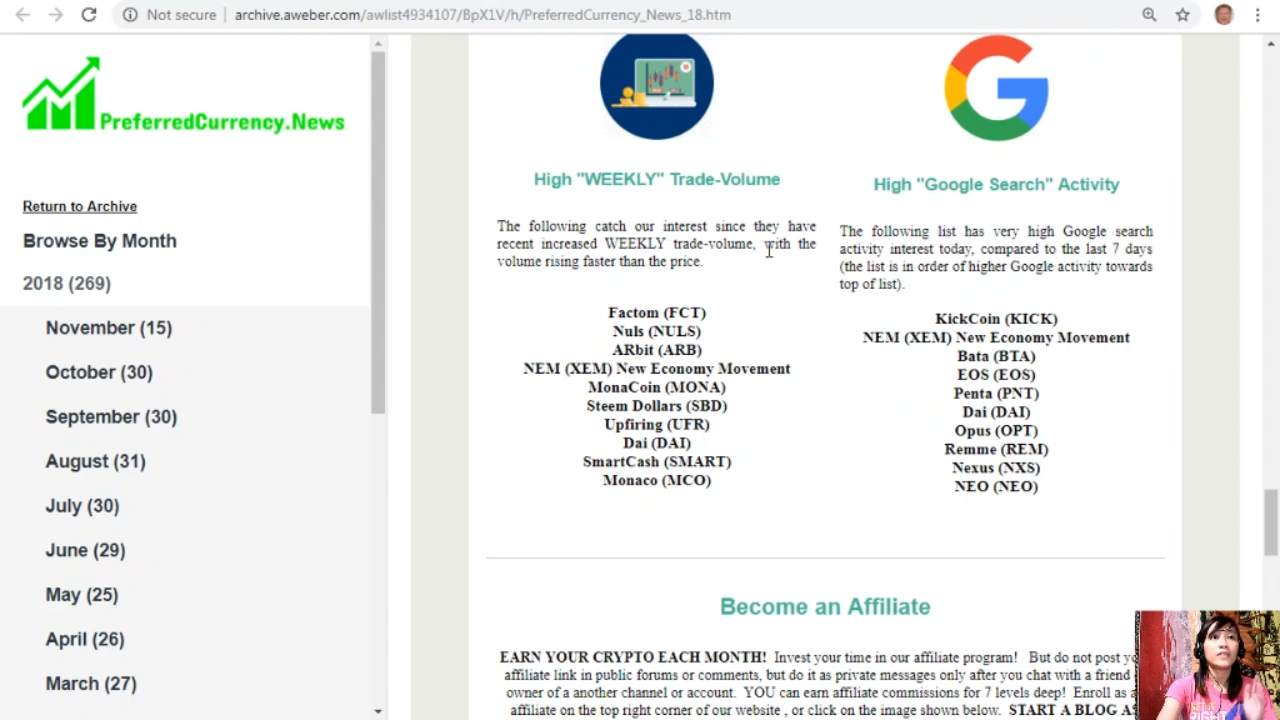 Not secure archive.aweber.com/awlist4934107/BpX1V/h/PreferredCurrency_News_18.htm
PreferredCurrency.News
Return to Archive
Browse By Month
2018 (269)
November (15)
October (30)
September (30)
August (31)
July (30)
June (29)
May (25)
April (26)
March (27)
High "WEEKLY" Trade-Volume
The following catch our interest since they have
recent increased WEEKLY trade-volume, with the
volume rising faster than the price.
Factom (FCT)
Nuls (NULS)
ARbit (ARB)
NEM (XEM) New Economy Movement
MonaCoin (MONA)
Steem Dollars (SBD)
Upfiring (UFR)
Dai (DAI)
SmartCash (SMART)
Monaco (MCO)
High "Google Search" Activity
The following list has very high Google search
activity interest today, compared to the last 7 days
(the list is in order of higher Google activity towards
top of list).
KickCoin (KICK)
NEM (XEM) New Economy Movement
Bata (BTA)
EOS (EOS)
Penta (PNT)
Dai (DAI)
Opus (OPT)
Remme (REM)
Nexus (NXS)
NEO (NEO)
Become an Affiliate
EARN YOUR CRYPTO EACH MONTH! Invest your time in our affiliate program! But do not post
affiliate link in public forums or comments, but do it as private messages only after you chat with a friend
owner of a another channel or account. YOU can earn affiliate commissions for 7 levels deep! Enroll as
affiliate on the top right corner of our website , or click on the image shown below. START A BLOG